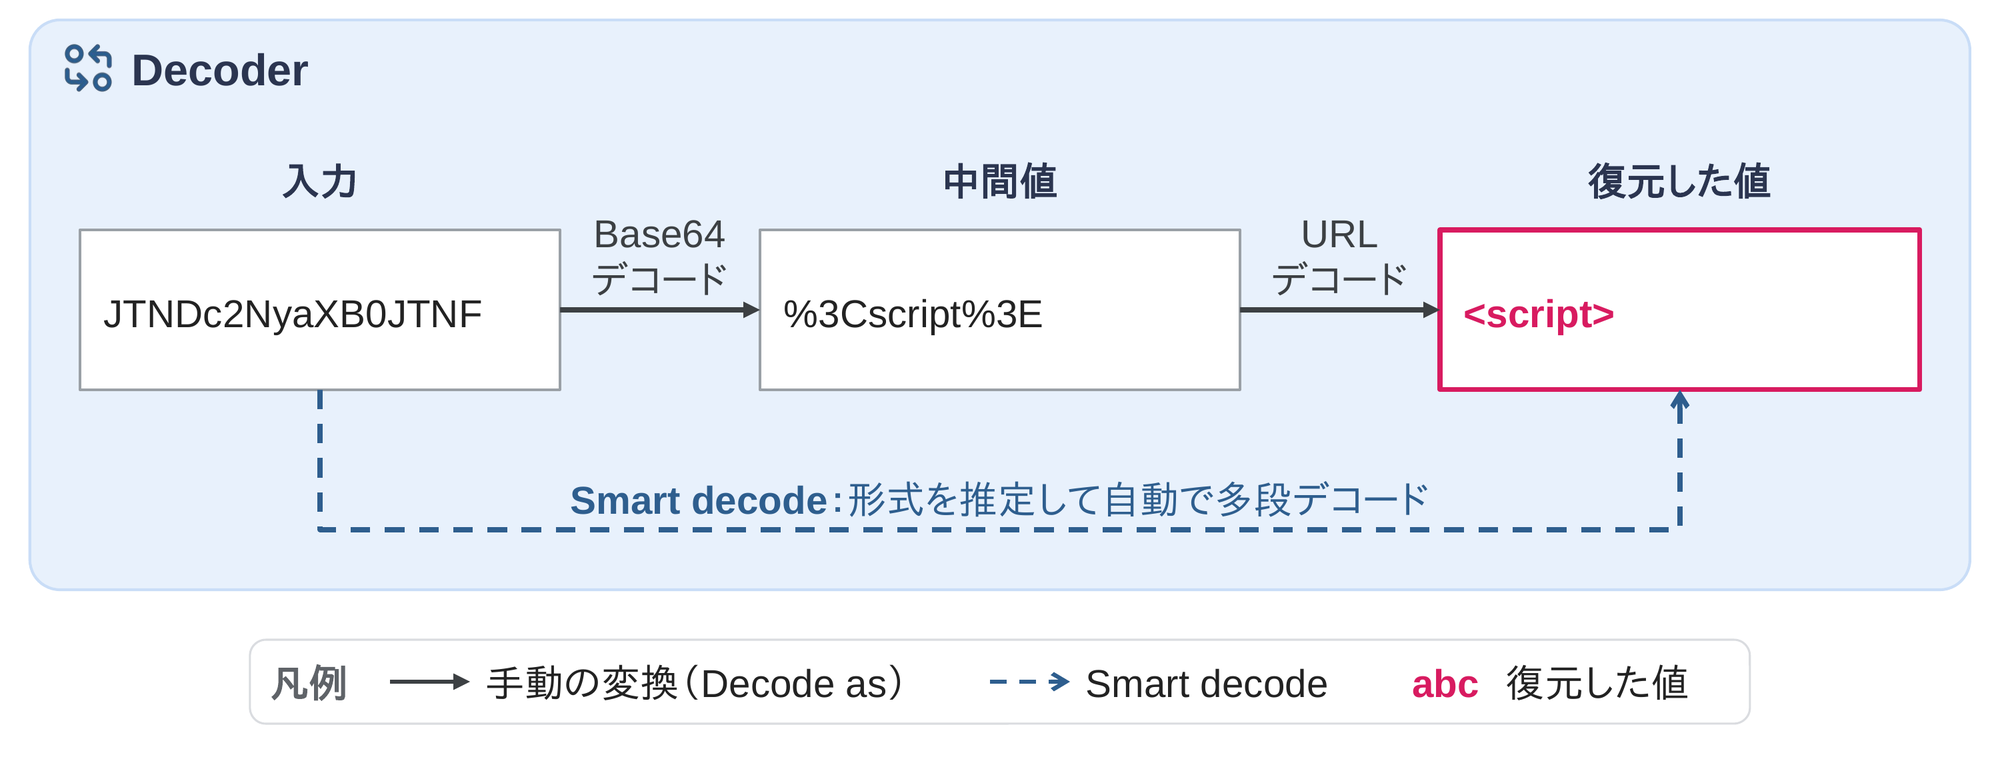 Decoder
入力
中間値
復元した値
Base64
デコード
URL
デコード
JTNDc2NyaXB0JTNF
%3Cscript%3E
<script>
Smart decode：形式を推定して自動で多段デコード
凡例
手動の変換（Decode as）
Smart decode
abc 復元した値